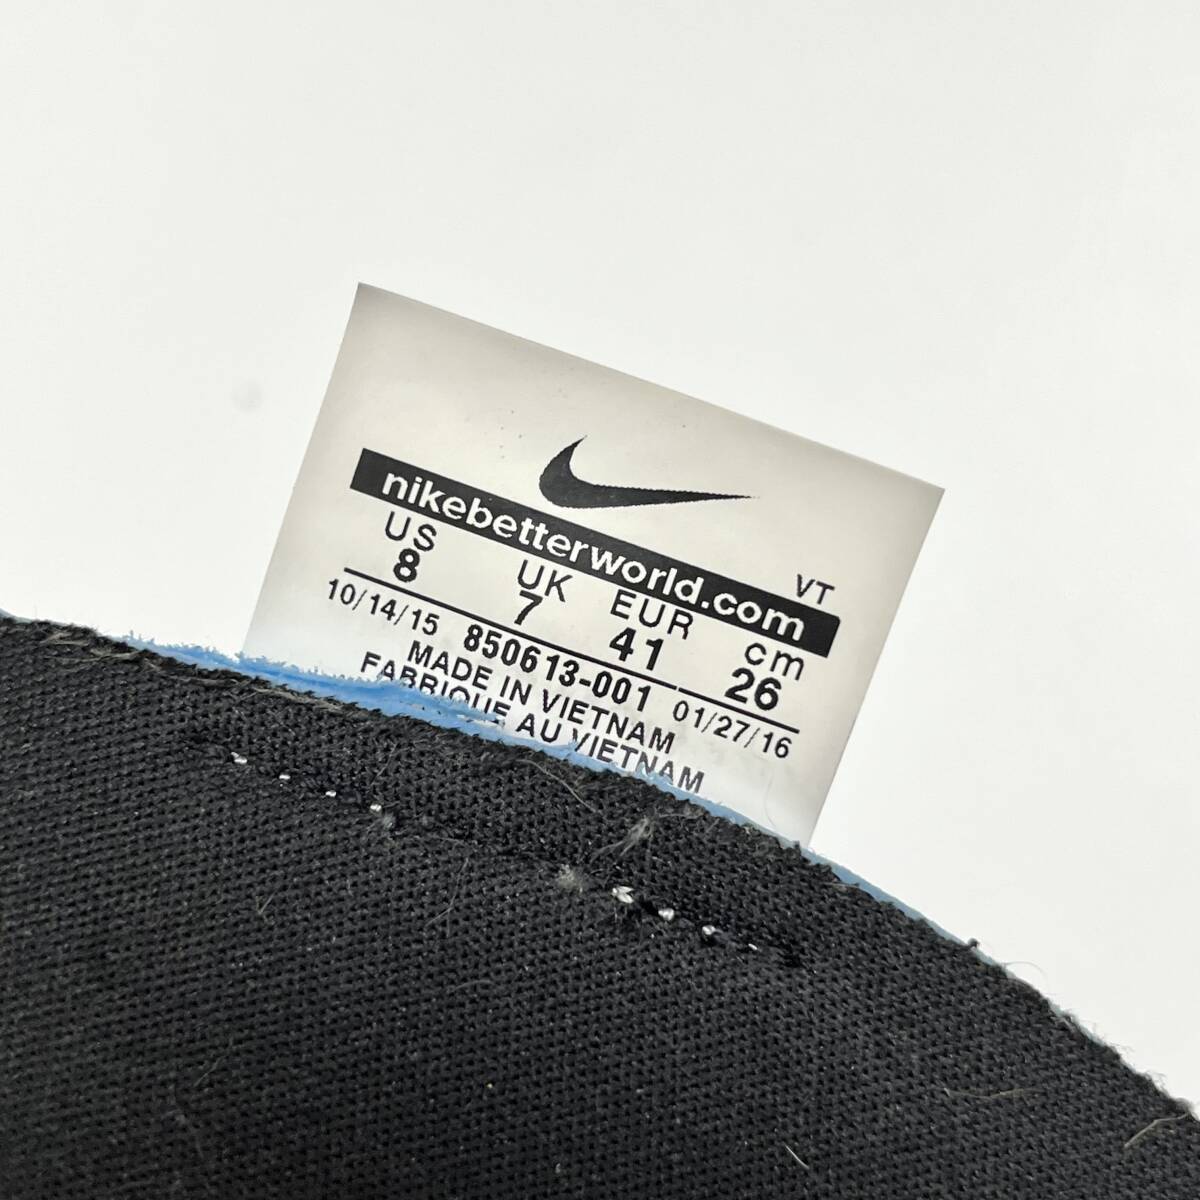 nikebetterworld.com
VT
US UK EUR cm
8 7 41 26
10/14/15 850613-001 01/27/16
MADE IN VIETNAM
FABRIQUE AU VIETNAM